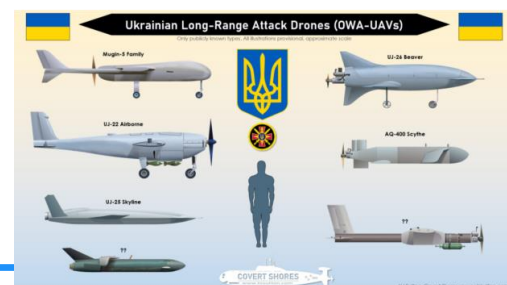 Ukrainian Long-Range Attack Drones (OWA-UAVs)
Only publicly known types. All illustrations provisional, approximate scale
Mugin-5 Family
UJ-26 Beaver
UJ-22 Airborne
AQ-400 Scythe
UJ-25 Skyline
??
??
COVERT SHORES